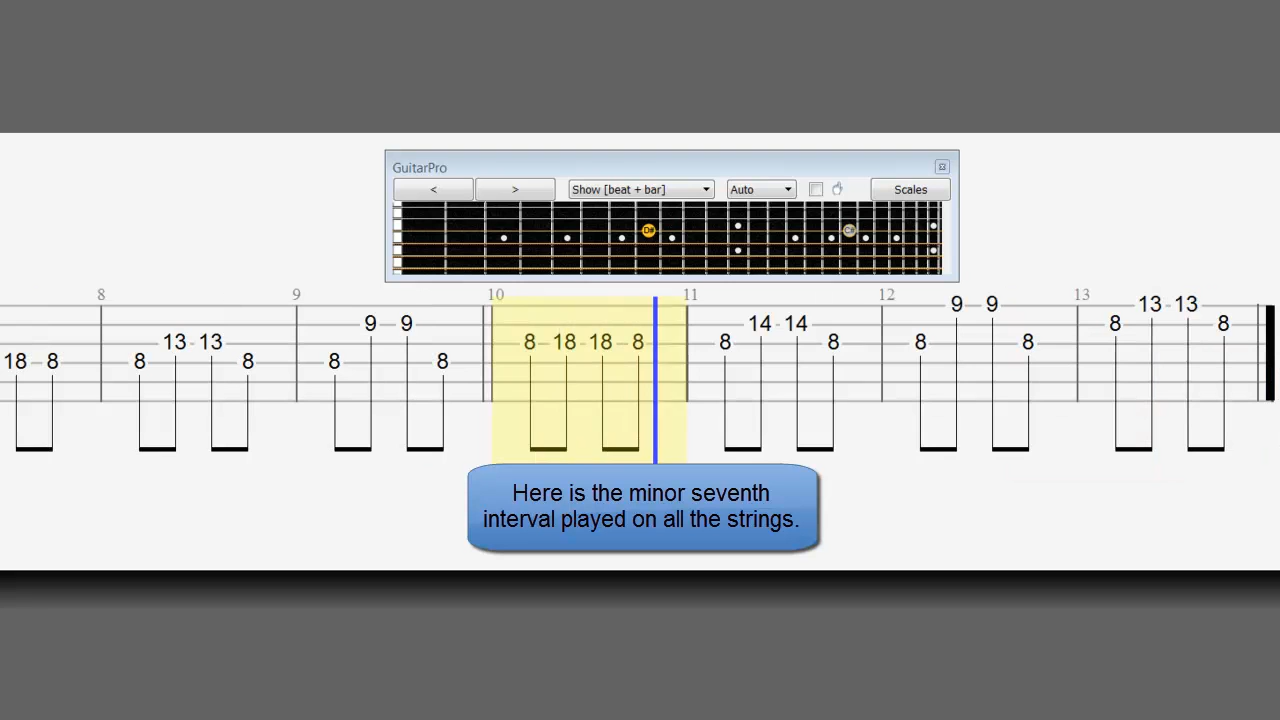 GuitarPro
< > Show [beat + bar] Auto Scales
D# C#
8 9 10 11 12 13
9 9 13 13
9 9 14 14 8 8
13 13 8 18 18 8 8 8 8 8
18 8 8 8 8 8
Here is the minor seventh
interval played on all the strings.